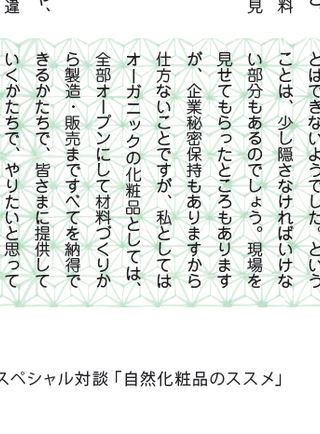 とはできないようでした。という
ことは、少し隠さなければいけな
い部分もあるのでしょう。現場を
見せてもらったところもあります
が、企業秘密保持もありますから
仕方ないことですが、私としては
オーガニックの化粧品としては、
全部オープンにして材料づくりか
ら製造・販売まですべてを納得で
きるかたちで、皆さまに提供して
いくかたちで、やりたいと思って
料
見
や、
違
スペシャル対談「自然化粧品のススメ」